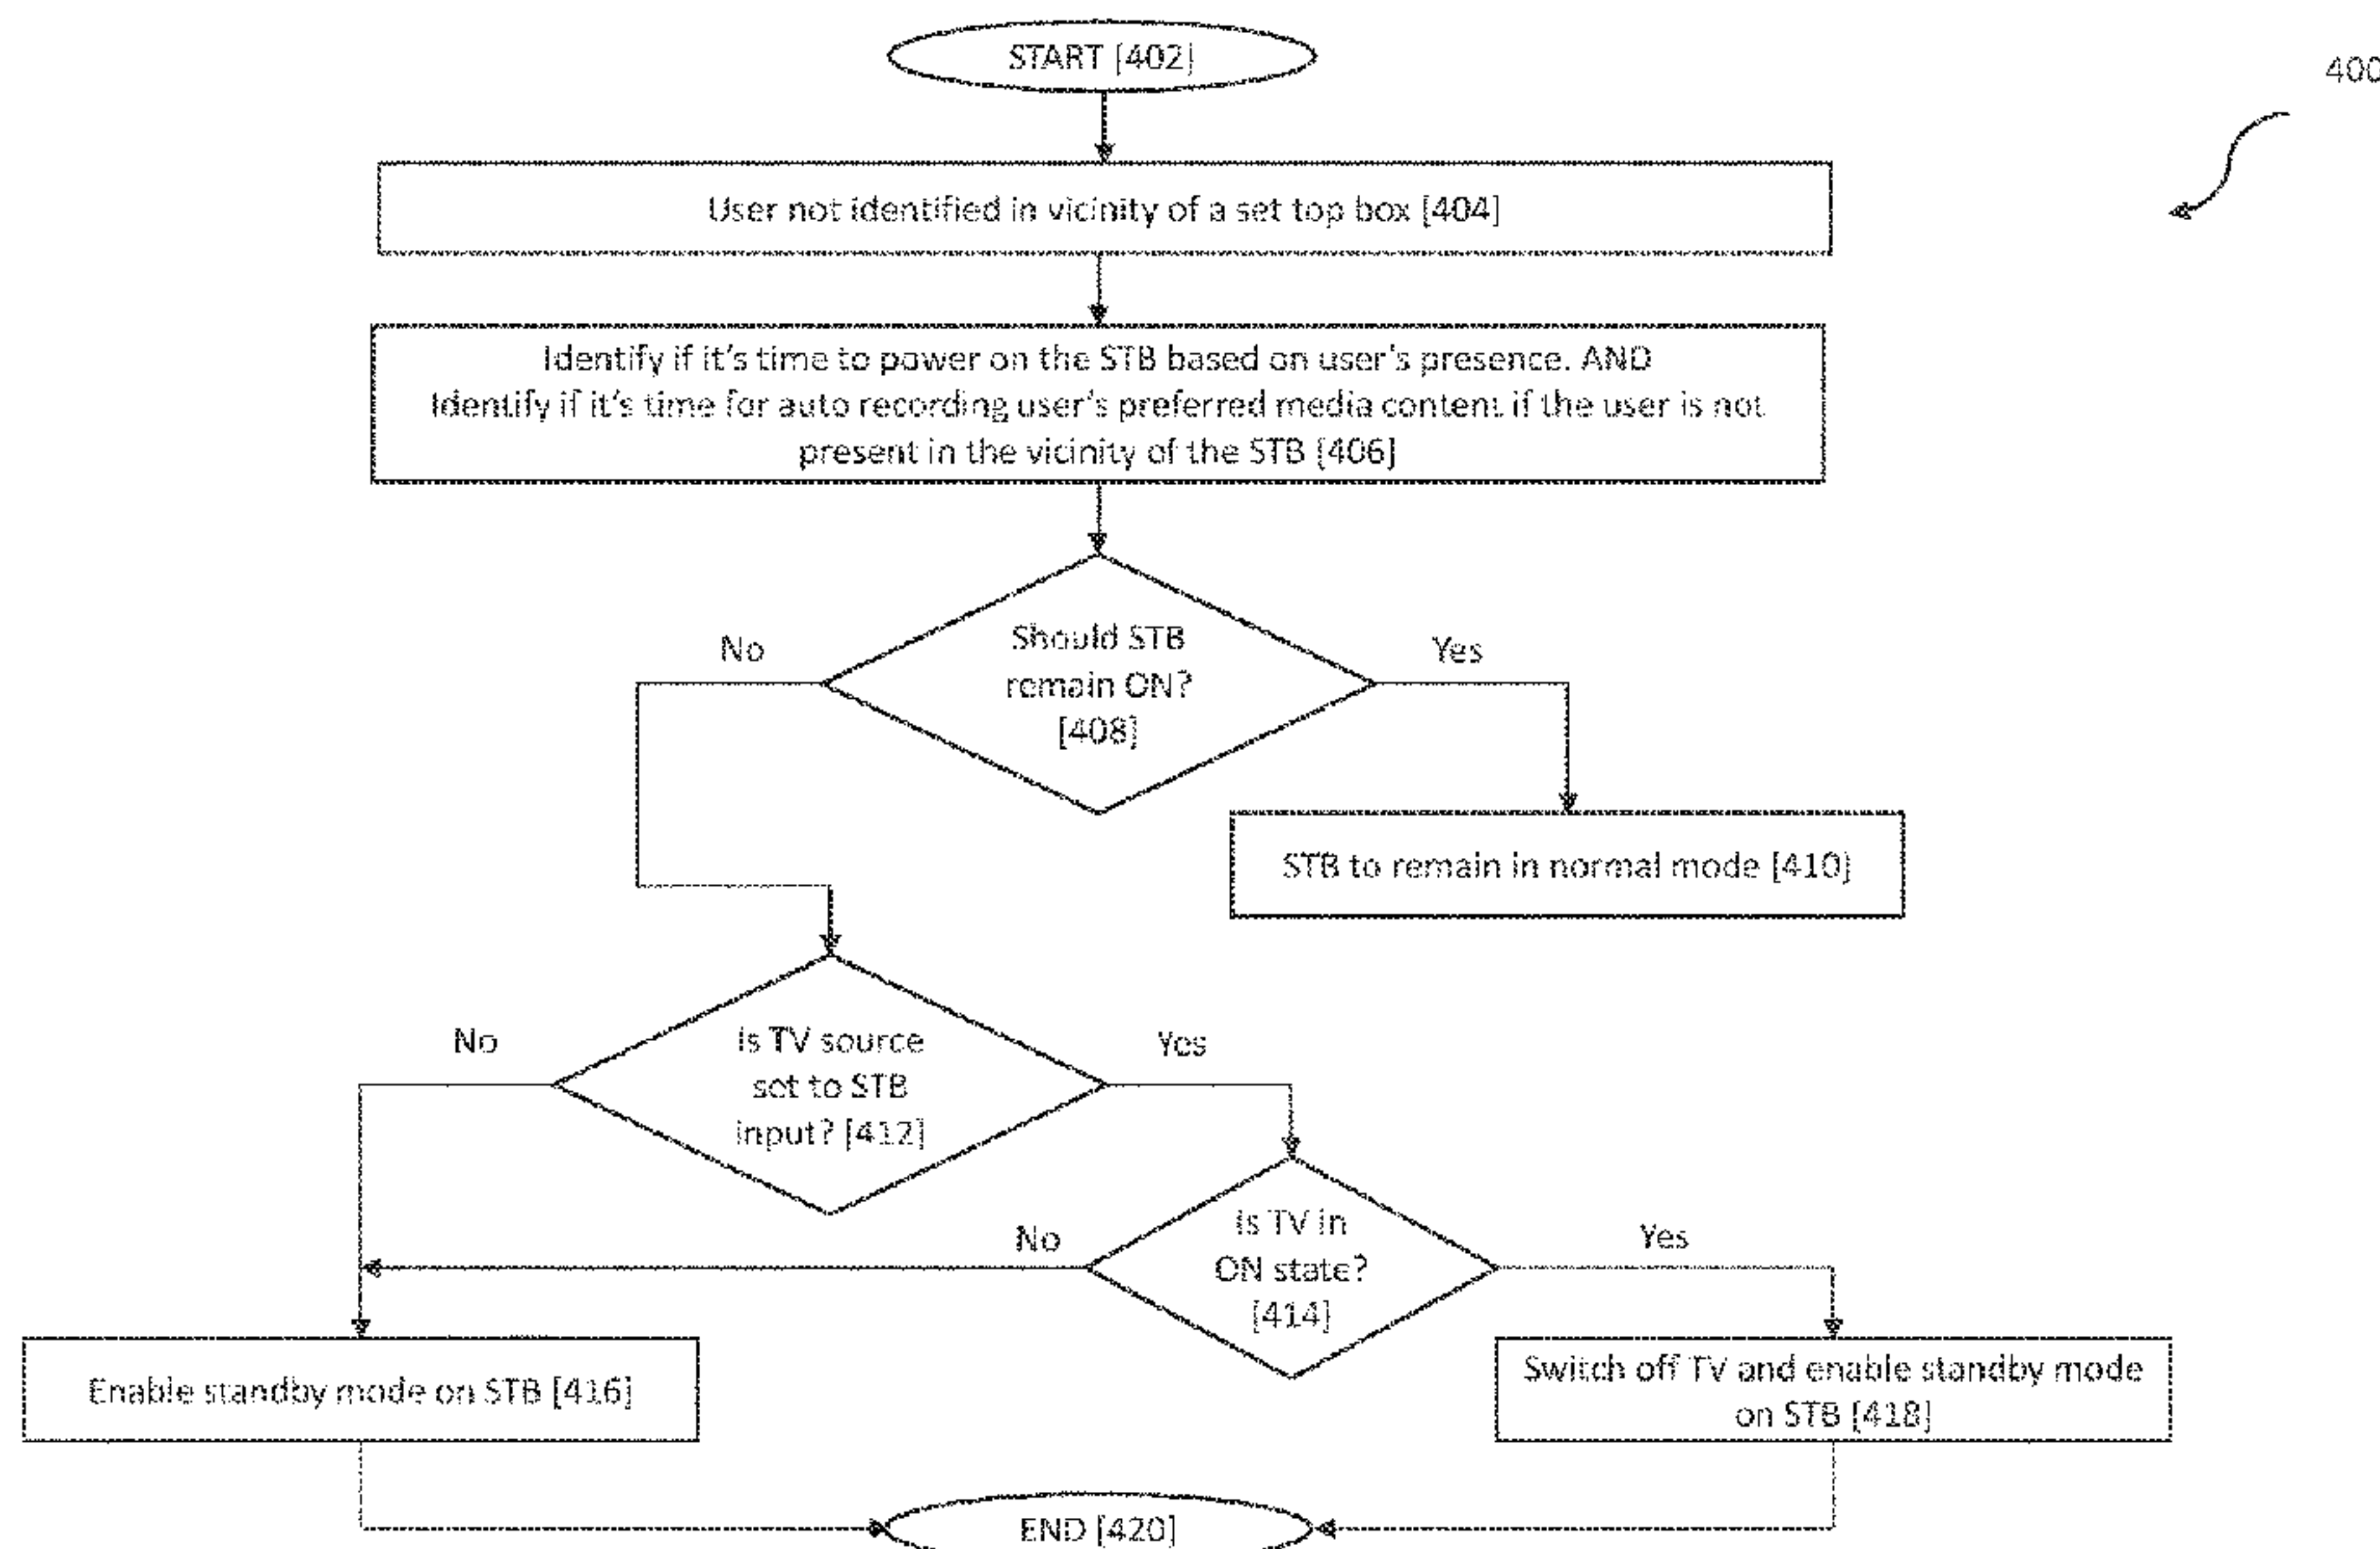 START [402]
400
User not identified in vicinity of a set top box [404]
Identify if it's time to power on the STB based on user's presence. AND
Identify if it's time for auto recording user's preferred media content if the user is not
present in the vicinity of the STB [406]
Should STB
remain ON?
[408]
No
Yes
STB to remain in normal mode [410]
Is TV source
set to STB
input? [412]
No
Yes
Is TV in
ON state?
[414]
No
Yes
Enable standby mode on STB [416]
Switch off TV and enable standby mode
on STB [418]
END [420]